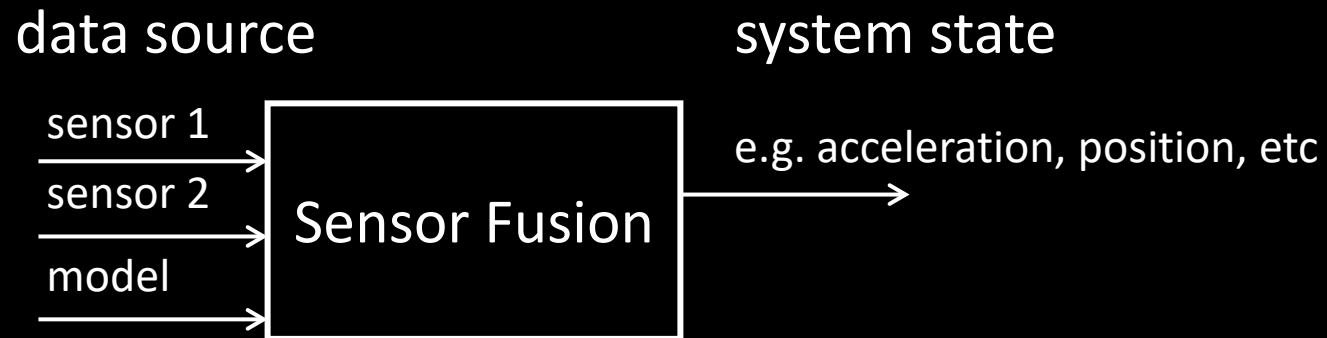 data source
system state
sensor 1
sensor 2
model
Sensor Fusion
e.g. acceleration, position, etc